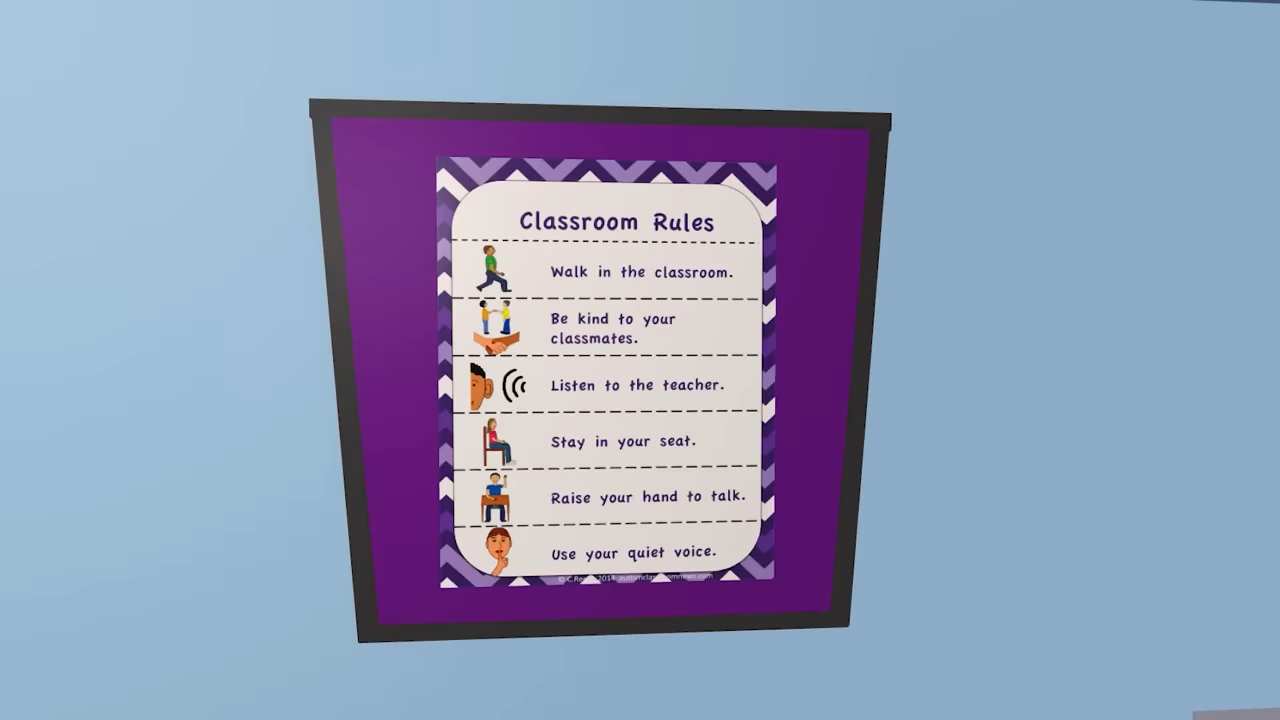 Classroom Rules
Walk in the classroom.
Be kind to your
classmates.
Listen to the teacher.
Stay in your seat.
Raise your hand to talk.
Use your quiet voice.
2014